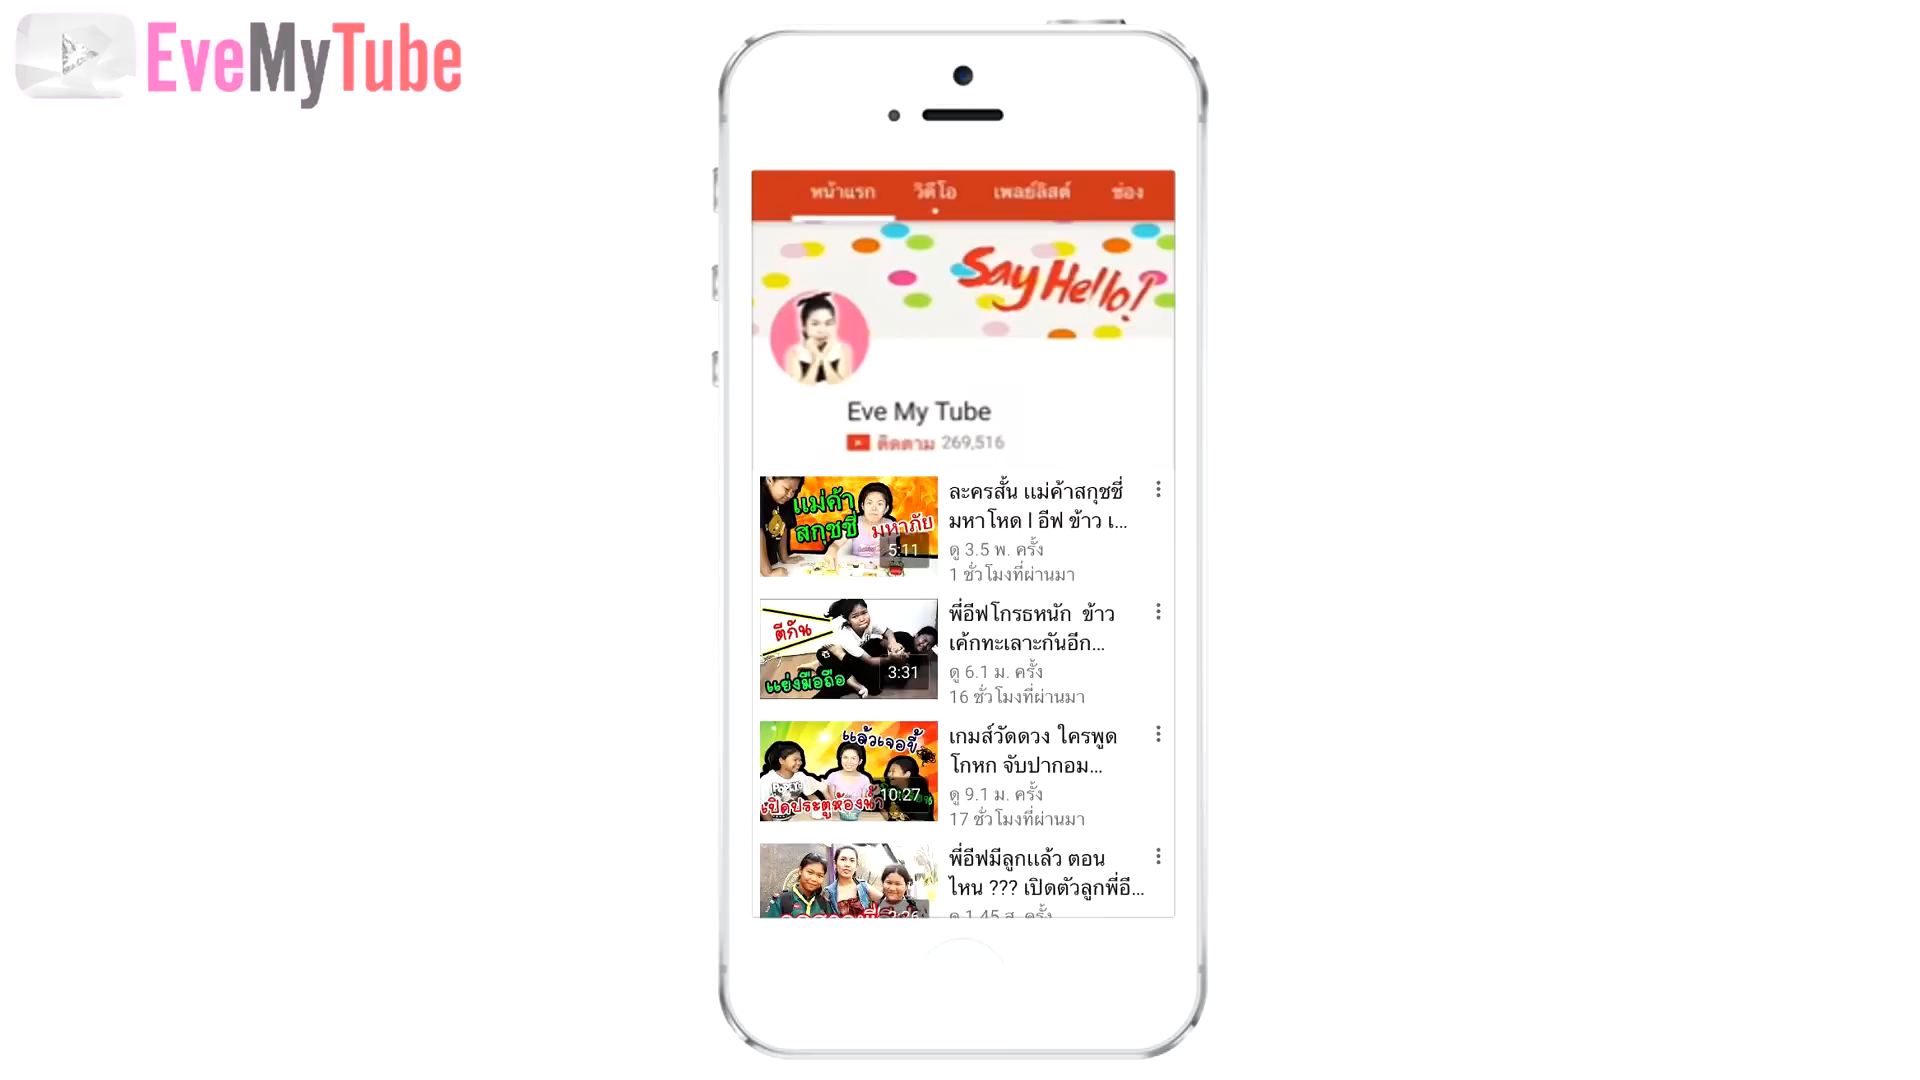 EveMyTube
หน้าแรก วิดีโอ เพลย์ลิสต์ ช่อง
Say Hello!
Eve My Tube
ติดตาม 269,516
แม่ค้า
สกุชชี่
มหาภัย
5:11
ละครสั้น แม่ค้าสกุชชี่
มหาโหด l อีฟ ข้าว เ...
ดู 3.5 พ. ครั้ง
1 ชั่วโมงที่ผ่านมา
ตีกัน
แย่งมือถือ
3:31
พี่อีฟโกรธหนัก ข้าว
เค้กทะเลาะกันอีก...
ดู 6.1 ม. ครั้ง
16 ชั่วโมงที่ผ่านมา
แล้วเจอขี้
เปิดประตูห้องน้ำ
10:27
เกมส์วัดดวง ใครพูด
โกหก จับปากอม...
ดู 9.1 ม. ครั้ง
17 ชั่วโมงที่ผ่านมา
พี่อีฟมีลูกแล้ว ตอน
ไหน ??? เปิดตัวลูกพี่อี...
ดู 1.45 ส. ครั้ง